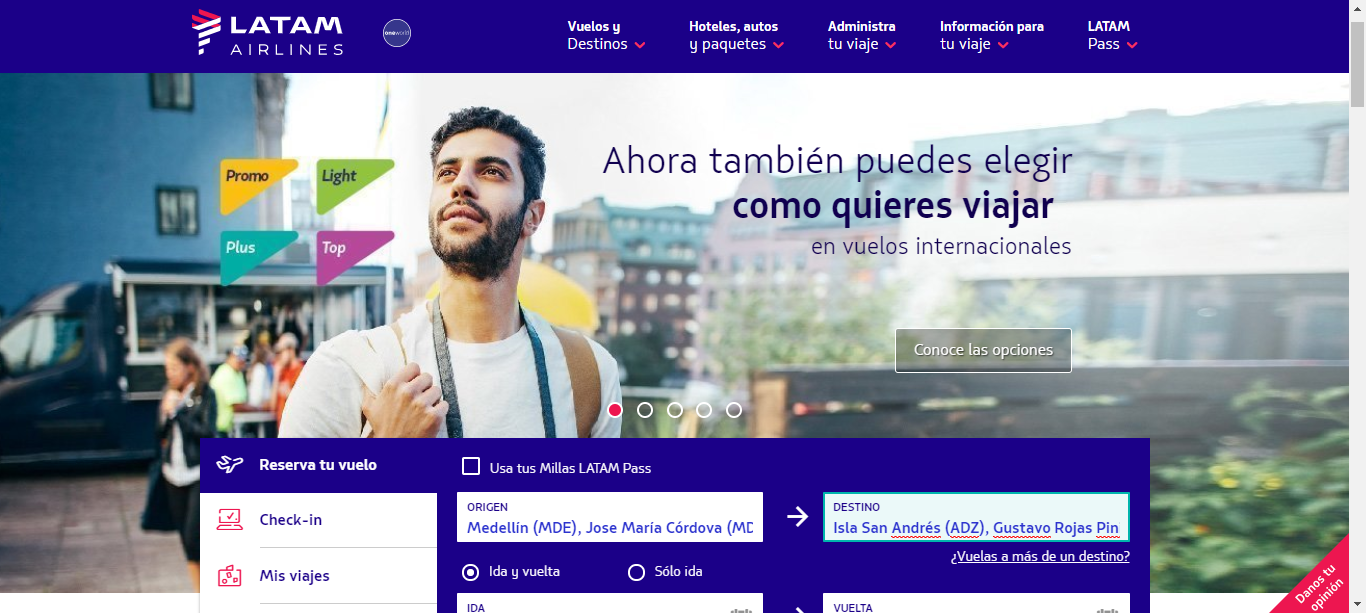 LATAM
AIRLINES
oneworld
Vuelos y
Destinos
Hoteles, autos
y paquetes
Administra
tu viaje
Información para
tu viaje
LATAM
Pass
Promo
Light
Plus
Top
Ahora también puedes elegir
como quieres viajar
en vuelos internacionales
Conoce las opciones
Reserva tu vuelo
Check-in
Mis viajes
Usa tus Millas LATAM Pass
ORIGEN
Medellín (MDE), Jose María Córdova (MD
DESTINO
Isla San Andrés (ADZ), Gustavo Rojas Pin
¿Vuelas a más de un destino?
Ida y vuelta
Sólo ida
IDA
VUELTA
Danos tu
opinión